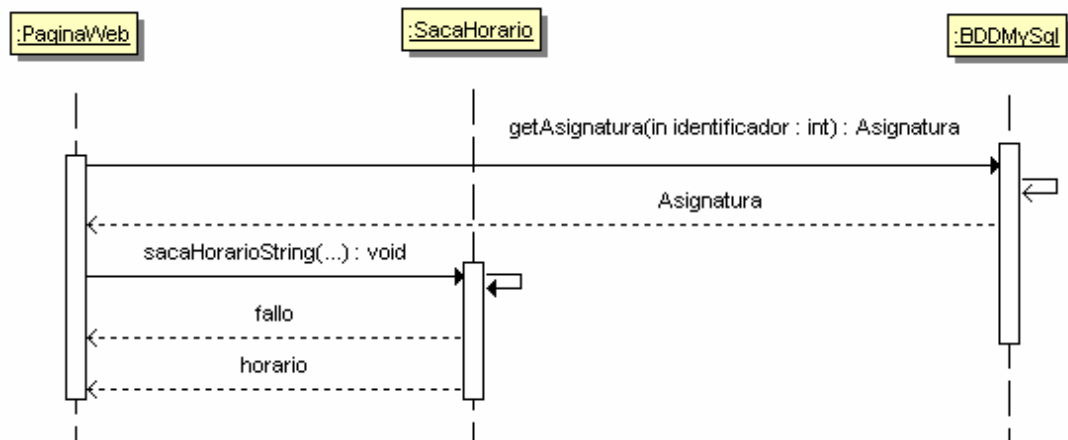 :PaginaWeb
:SacaHorario
:BDDMySql
getAsignatura(in identificador : int) : Asignatura
Asignatura
sacaHorarioString(...) : void
fallo
horario